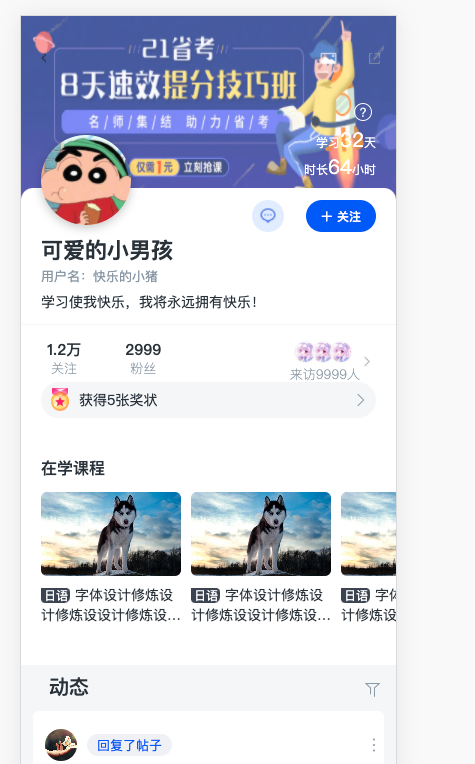 21省考
8天速效提分技巧班
名/师/集/结 助/力/省/考
仅需1元 立刻抢课
?
学习32天
时长64小时
+ 关注
可爱的小男孩
用户名：快乐的小猪
学习使我快乐，我将永远拥有快乐！
1.2万
2999
关注
粉丝
来访9999人
获得5张奖状
在学课程
日语 字体设计修炼设
计修炼设设计修炼设...
日语 字体设计修炼设
计修炼设设计修炼设...
日语 字体
计修炼设
动态
回复了帖子